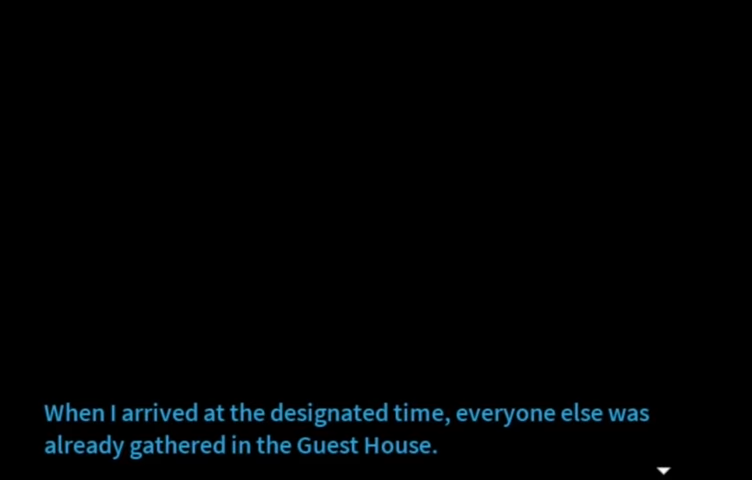 When I arrived at the designated time, everyone else was
already gathered in the Guest House.